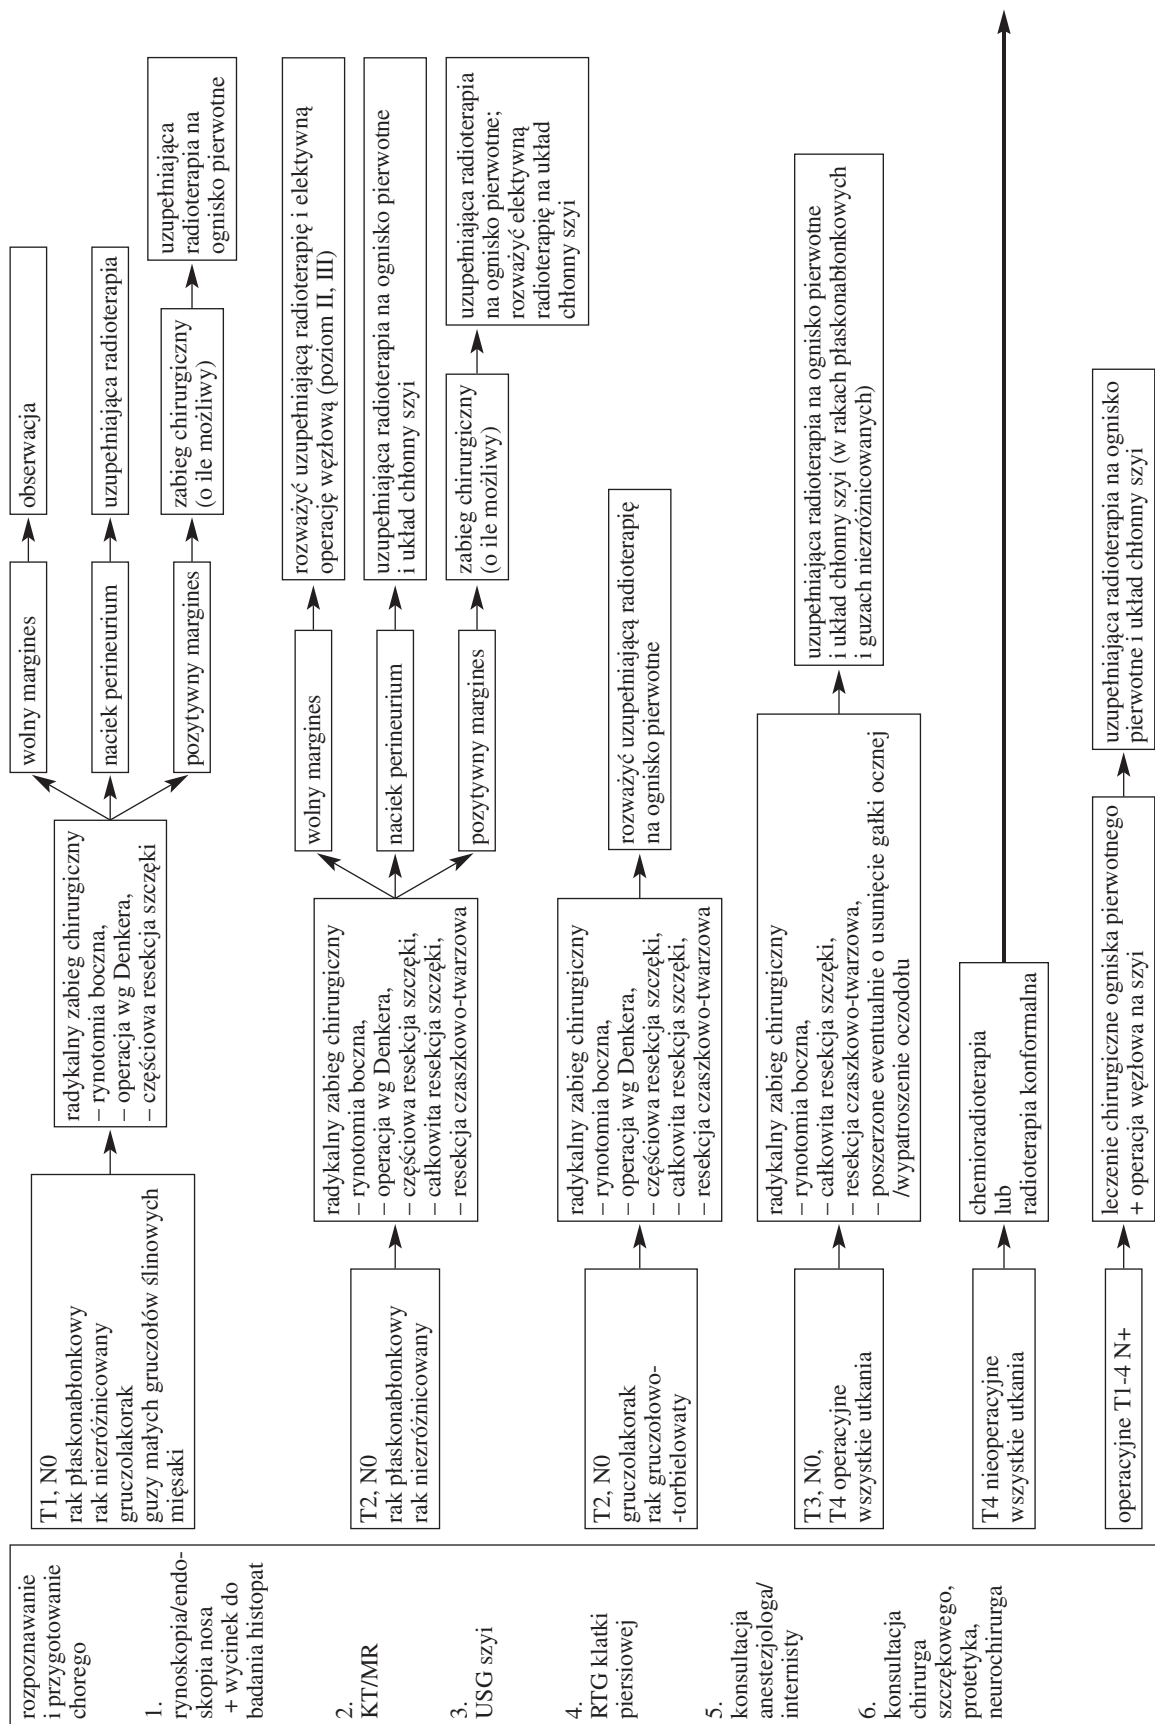 rozpoznawanie
i przygotowanie
chorego
1.
rynoskopia/endo-
skopia nosa
+ wycinek do
badania histopat
2.
KT/MR
3.
USG szyi
4.
RTG klatki
piersiowej
5.
konsultacja
anestezjologa/
internisty
6.
konsultacja
chirurga
szczękowego,
protetyka,
neurochirurga
T1, N0
rak płaskonabłonkowy
rak niezróżnicowany
gruczolakorak
guzy małych gruczołów ślinowych
mięsaki
radykalny zabieg chirurgiczny
– rynotomia boczna,
– operacja wg Denkera,
– częściowa resekcja szczęki
wolny margines
obserwacja
naciek perineurium
uzupełniająca radioterapia
pozytywny margines
zabieg chirurgiczny
(o ile możliwy)
uzupełniająca
radioterapia na
ognisko pierwotne
T2, N0
rak płaskonabłonkowy
rak niezróżnicowany
radykalny zabieg chirurgiczny
– rynotomia boczna,
– operacja wg Denkera,
– częściowa resekcja szczęki,
– całkowita resekcja szczęki,
– resekcja czaszkowo-twarzowa
wolny margines
rozważyć uzupełniającą radioterapię i elektywną
operację węzłową (poziom II, III)
naciek perineurium
uzupełniająca radioterapia na ognisko pierwotne
i układ chłonny szyi
pozytywny margines
zabieg chirurgiczny
(o ile możliwy)
uzupełniająca radioterapia
na ognisko pierwotne;
rozważyć elektywną
radioterapię na układ
chłonny szyi
T2, N0
gruczolakorak
rak gruczołowo-
-torbielowaty
radykalny zabieg chirurgiczny
– rynotomia boczna,
– operacja wg Denkera,
– częściowa resekcja szczęki,
– całkowita resekcja szczęki,
– resekcja czaszkowo-twarzowa
rozważyć uzupełniającą radioterapię
na ognisko pierwotne
T3, N0,
T4 operacyjne
wszystkie utkania
radykalny zabieg chirurgiczny
– rynotomia boczna,
– całkowita resekcja szczęki,
– resekcja czaszkowo-twarzowa,
– poszerzone ewentualnie o usunięcie gałki ocznej
/wypatroszenie oczodołu
uzupełniająca radioterapia na ognisko pierwotne
i układ chłonny szyi (w rakach płaskonabłonkowych
i guzach niezróżnicowanych)
T4 nieoperacyjne
wszystkie utkania
chemioradioterapia
lub
radioterapia konformalna
operacyjne T1-4 N+
leczenie chirurgiczne ogniska pierwotnego
+ operacja węzłowa na szyi
uzupełniająca radioterapia na ognisko
pierwotne i układ chłonny szyi